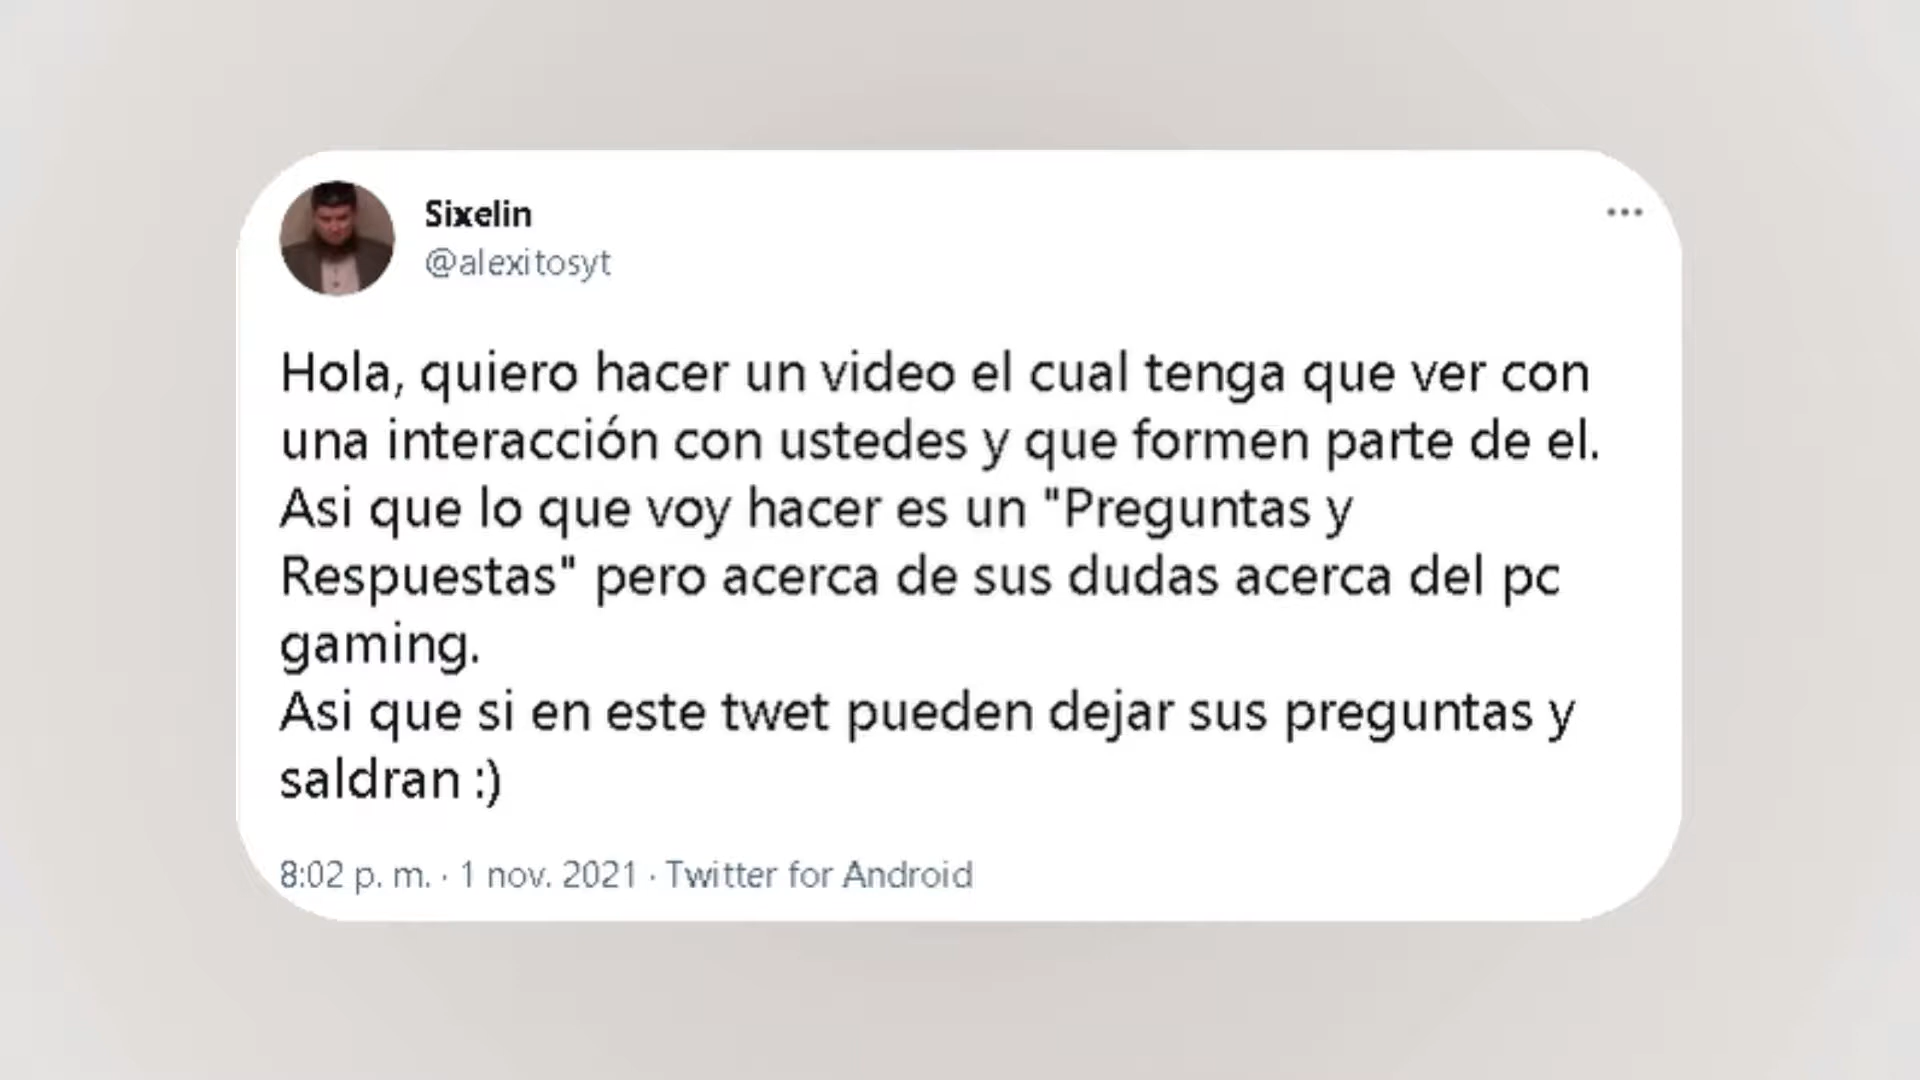 Sixelin
@alexitosyt
Hola, quiero hacer un video el cual tenga que ver con
una interacción con ustedes y que formen parte de el.
Asi que lo que voy hacer es un "Preguntas y
Respuestas" pero acerca de sus dudas acerca del pc
gaming.
Asi que si en este twet pueden dejar sus preguntas y
saldran :)
8:02 p. m. · 1 nov. 2021 · Twitter for Android